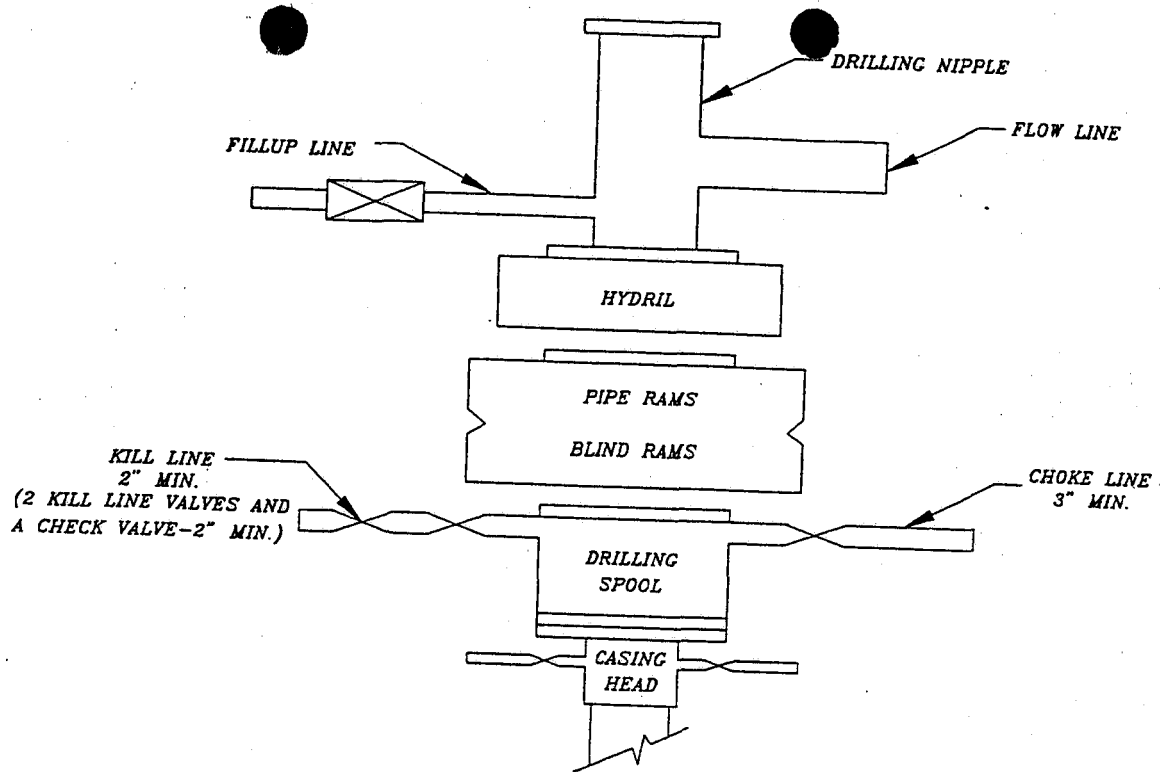 DRILLING NIPPLE
FLOW LINE
FILLUP LINE
HYDRIL
PIPE RAMS
BLIND RAMS
KILL LINE
2" MIN.
(2 KILL LINE VALVES AND
A CHECK VALVE-2" MIN.)
CHOKE LINE
3" MIN.
DRILLING
SPOOL
CASING
HEAD